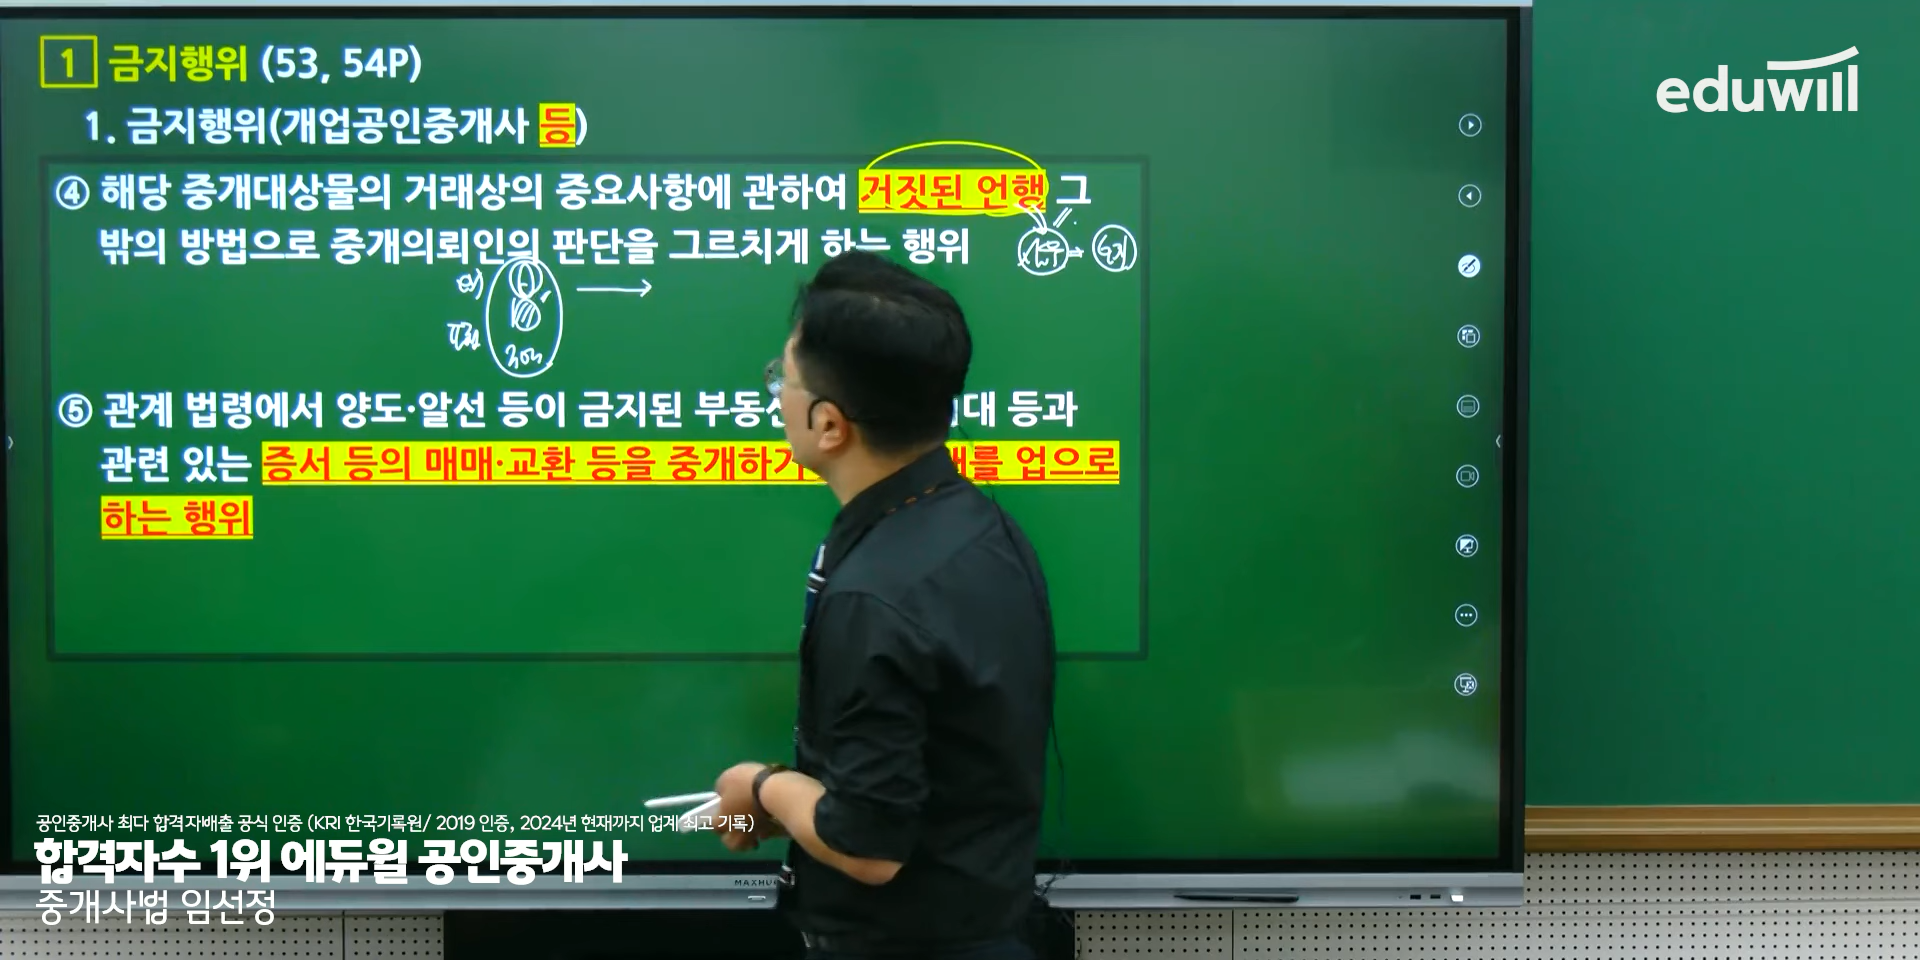 1 금지행위 (53, 54P)
eduwill
1. 금지행위(개업공인중개사 등)
④ 해당 중개대상물의 거래상의 중요사항에 관하여 거짓된 언행 그
밖의 방법으로 중개의뢰인의 판단을 그르치게 하는 행위
⑤ 관계 법령에서 양도·알선 등이 금지된 부동산 대 등과
관련 있는 증서 등의 매매·교환 등을 중개하거 를 업으로
하는 행위
공인중개사 최다 합격자배출 공식 인증 (KRI 한국기록원/ 2019 인증, 2024년 현재까지 업계 최고 기록)
합격자수 1위 에듀윌 공인중개사
중개사법 임선정